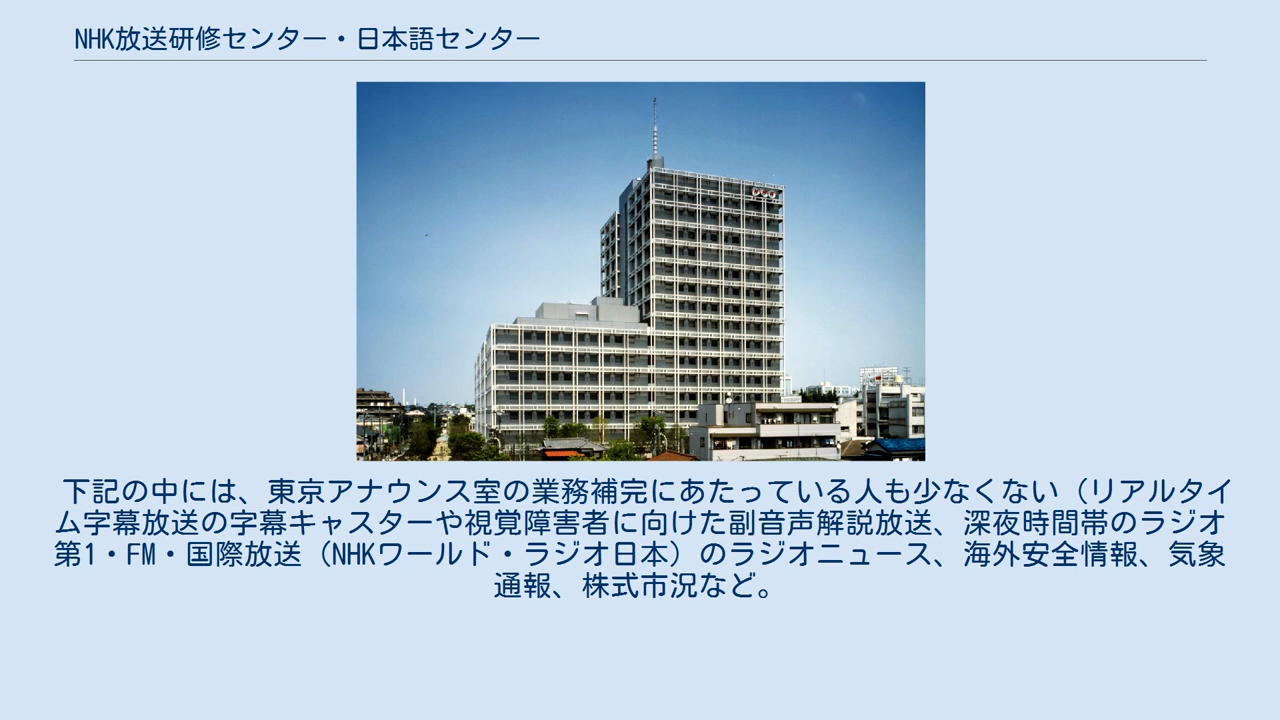 NHK放送研修センター・日本語センター
下記の中には、東京アナウンス室の業務補完にあたっている人も少なくない（リアルタイ
ム字幕放送の字幕キャスターや視覚障害者に向けた副音声解説放送、深夜時間帯のラジオ
第1・FM・国際放送（NHKワールド・ラジオ日本）のラジオニュース、海外安全情報、気象
通報、株式市況など。